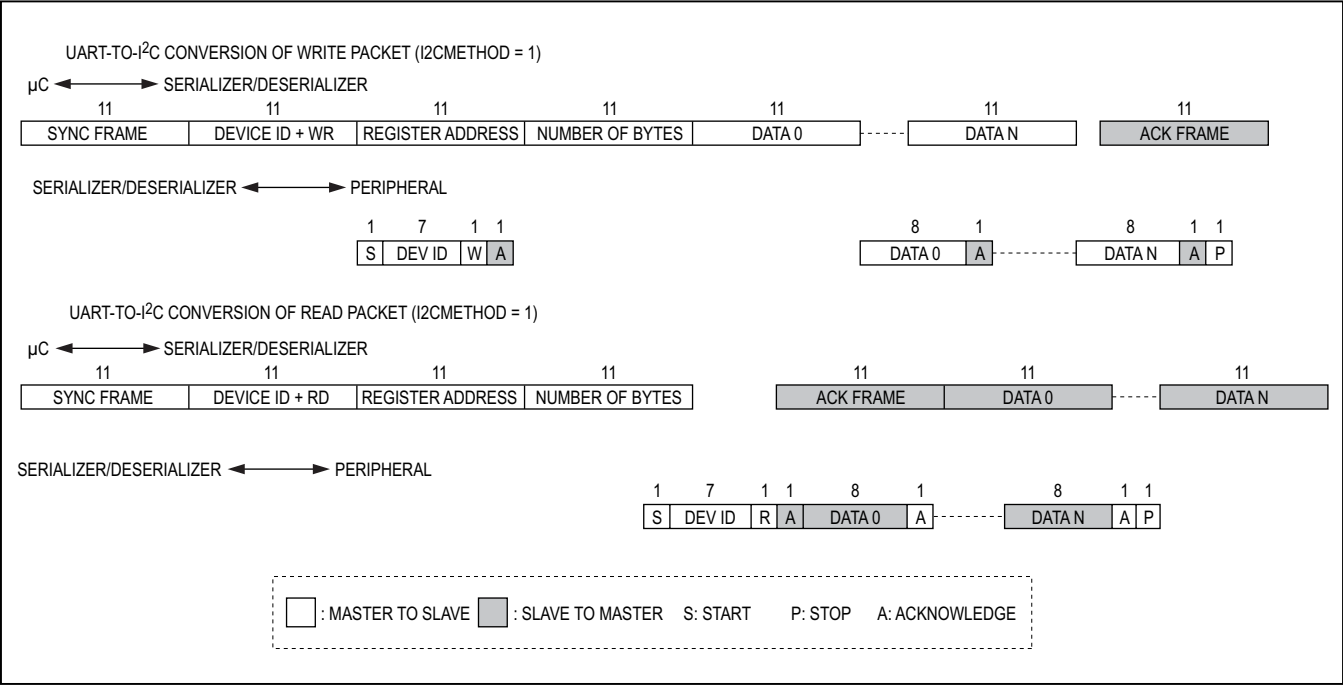 UART-TO-I2C CONVERSION OF WRITE PACKET (I2CMETHOD = 1)
µC SERIALIZER/DESERIALIZER
11 11 11 11 11 11 11
SYNC FRAME DEVICE ID + WR REGISTER ADDRESS NUMBER OF BYTES DATA 0 DATA N ACK FRAME
SERIALIZER/DESERIALIZER PERIPHERAL
1 7 1 1 8 1 8 1 1
S DEV ID W A DATA 0 A DATA N A P
UART-TO-I2C CONVERSION OF READ PACKET (I2CMETHOD = 1)
µC SERIALIZER/DESERIALIZER
11 11 11 11 11 11 11
SYNC FRAME DEVICE ID + RD REGISTER ADDRESS NUMBER OF BYTES ACK FRAME DATA 0 DATA N
SERIALIZER/DESERIALIZER PERIPHERAL
1 7 1 1 8 1 8 1 1
S DEV ID R A DATA 0 A DATA N A P
: MASTER TO SLAVE : SLAVE TO MASTER S: START P: STOP A: ACKNOWLEDGE